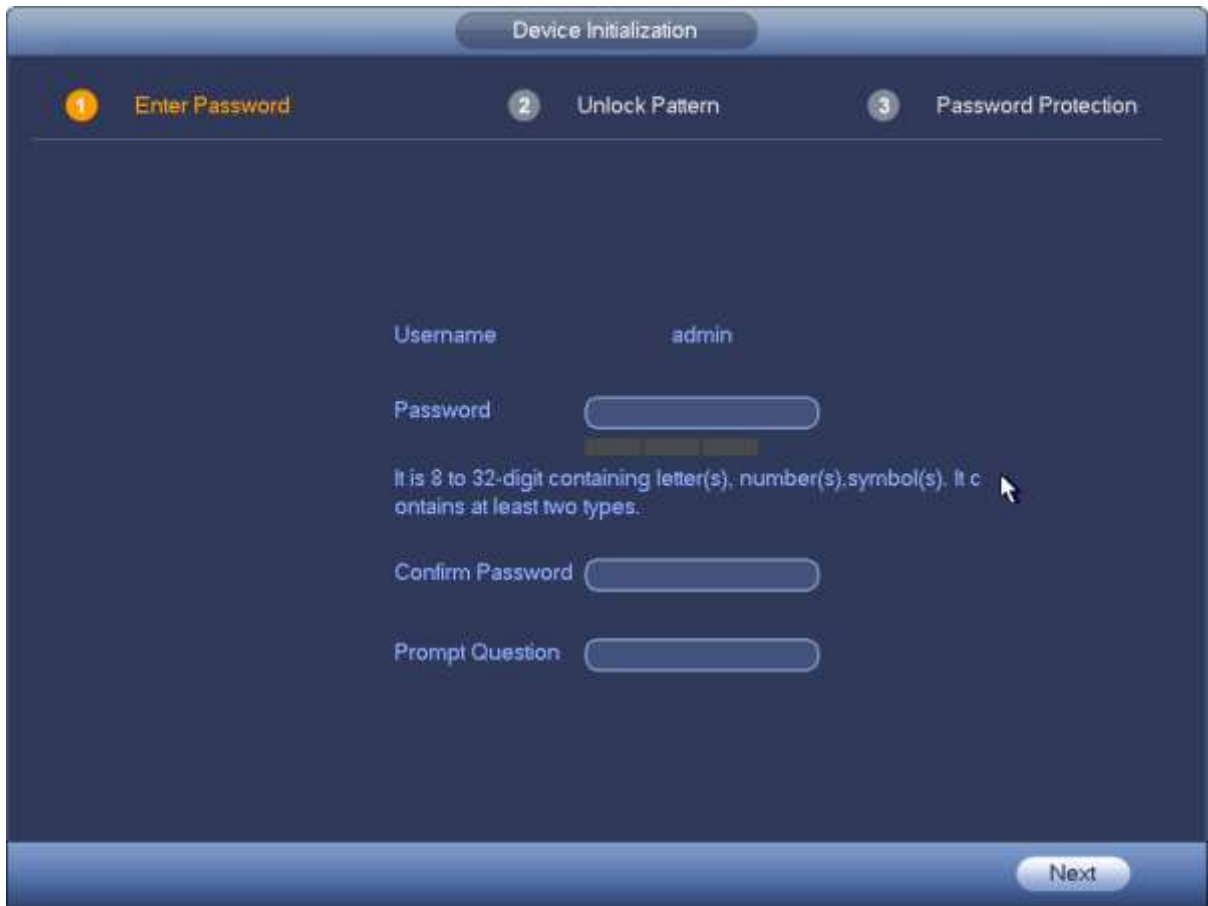 Device Initialization
1 Enter Password 2 Unlock Pattern 3 Password Protection
Username admin
Password
It is 8 to 32-digit containing letter(s), number(s).symbol(s). It c
ontains at least two types.
Confirm Password
Prompt Question
Next